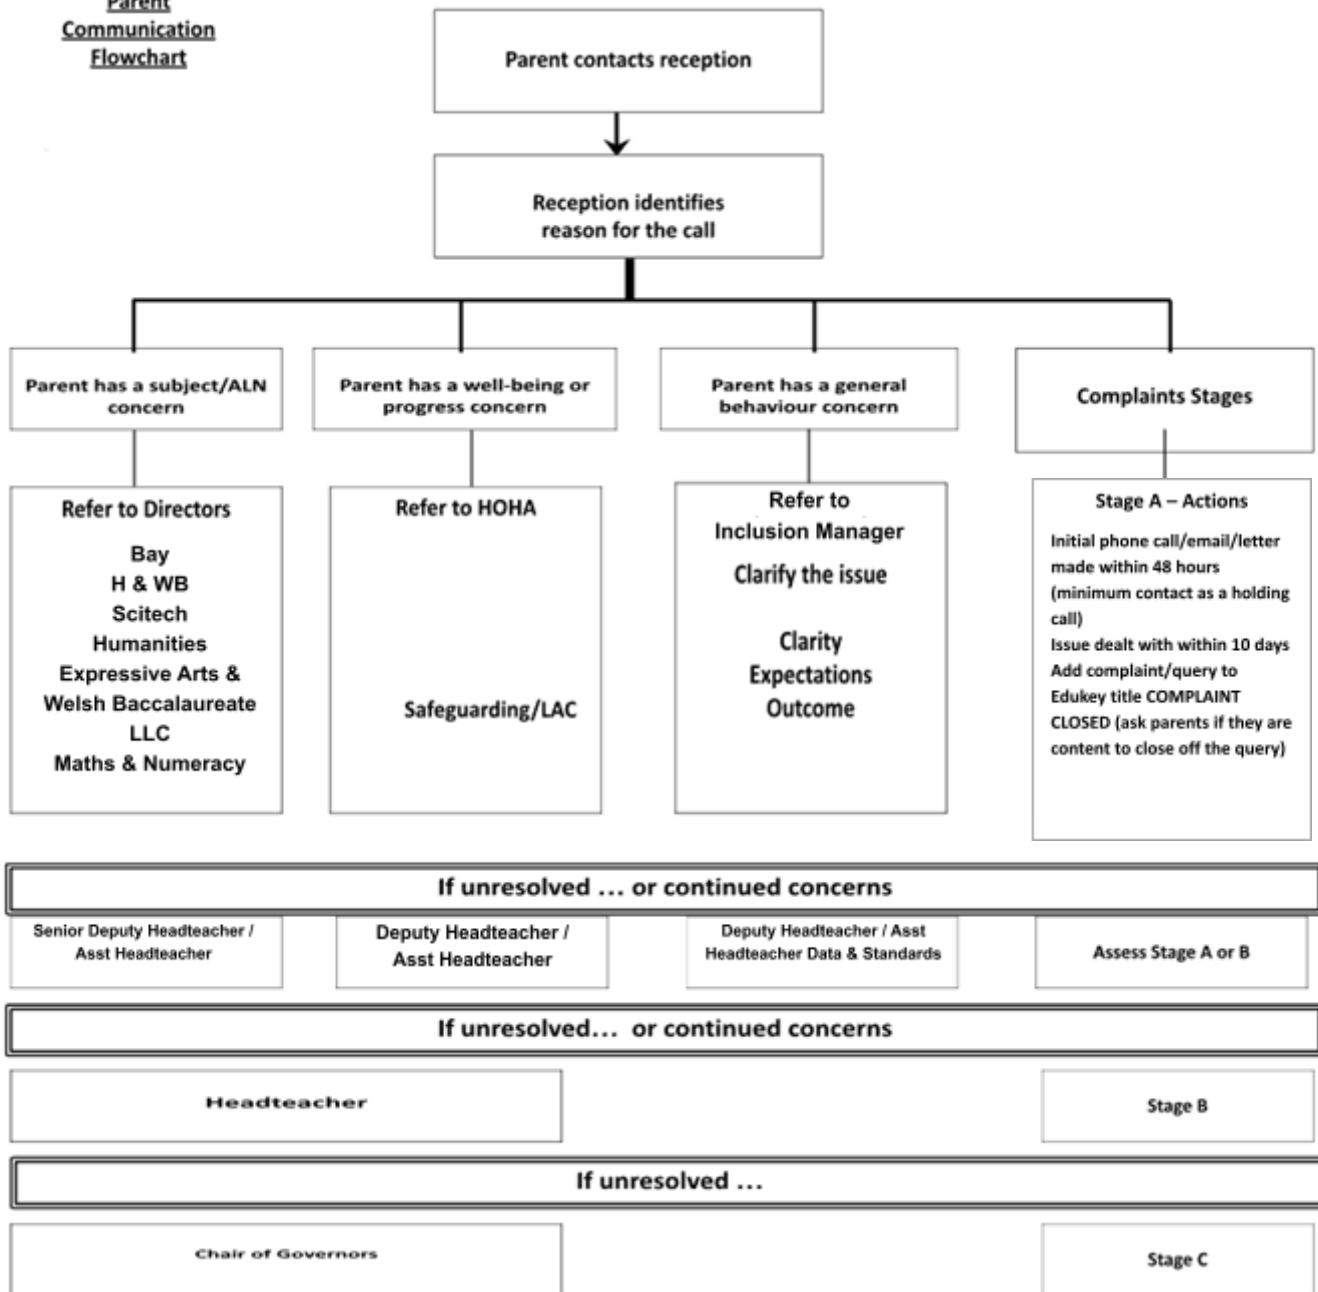 Parent
Communication
Flowchart
Parent contacts reception
Reception identifies
reason for the call
Parent has a subject/ALN
concern
Parent has a well-being or
progress concern
Parent has a general
behaviour concern
Complaints Stages
Refer to Directors
Bay
H & WB
Scitech
Humanities
Expressive Arts &
Welsh Baccalaureate
LLC
Maths & Numeracy
Refer to HOHA
Safeguarding/LAC
Refer to
Inclusion Manager
Clarify the issue
Clarity
Expectations
Outcome
Stage A – Actions
Initial phone call/email/letter
made within 48 hours
(minimum contact as a holding
call)
Issue dealt with within 10 days
Add complaint/query to
Edukey title COMPLAINT
CLOSED (ask parents if they are
content to close off the query)
If unresolved ... or continued concerns
Senior Deputy Headteacher /
Asst Headteacher
Deputy Headteacher /
Asst Headteacher
Deputy Headteacher / Asst
Headteacher Data & Standards
Assess Stage A or B
If unresolved... or continued concerns
Headteacher
Stage B
If unresolved ...
Chair of Governors
Stage C